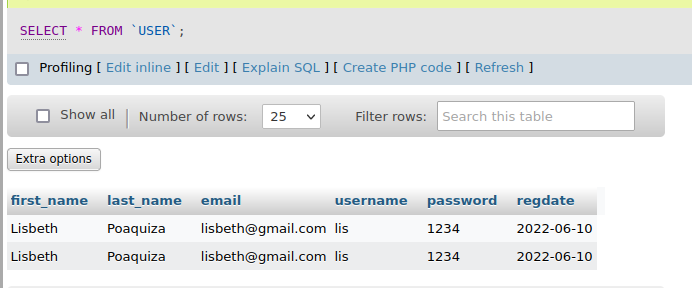 SELECT * FROM `USER`;
Profiling [ Edit inline ] [ Edit ] [ Explain SQL ] [ Create PHP code ] [ Refresh ]
Show all | Number of rows: 25 Filter rows: Search this table
Extra options
first_name last_name email username password regdate
Lisbeth Poaquiza lisbeth@gmail.com lis 1234 2022-06-10
Lisbeth Poaquiza lisbeth@gmail.com lis 1234 2022-06-10